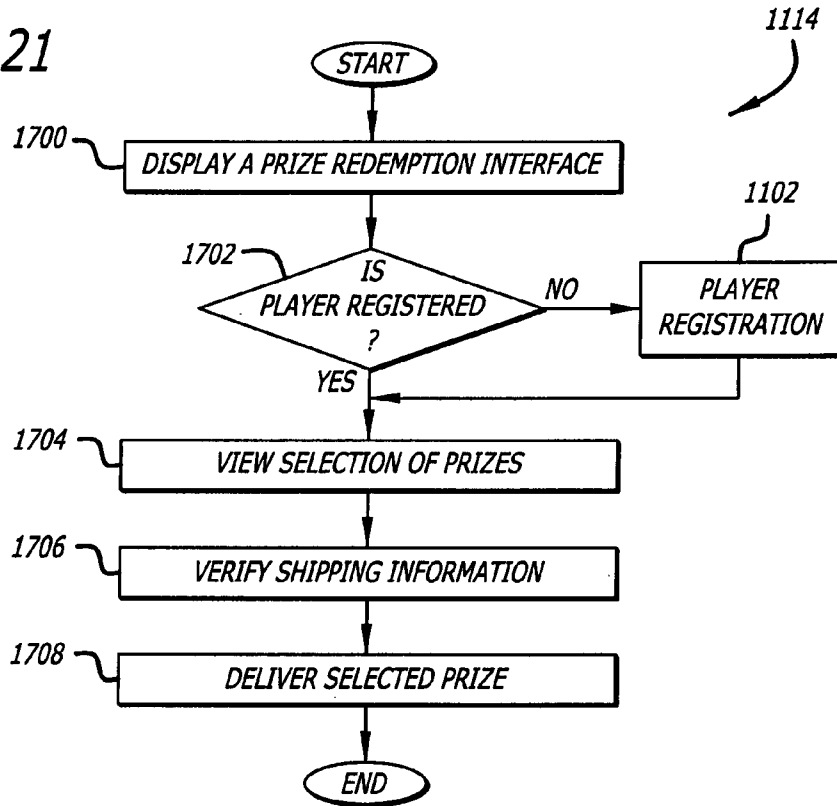 21
1114
START
1700
DISPLAY A PRIZE REDEMPTION INTERFACE
1702
IS
PLAYER REGISTERED
?
NO
1102
PLAYER
REGISTRATION
YES
1704
VIEW SELECTION OF PRIZES
1706
VERIFY SHIPPING INFORMATION
1708
DELIVER SELECTED PRIZE
END